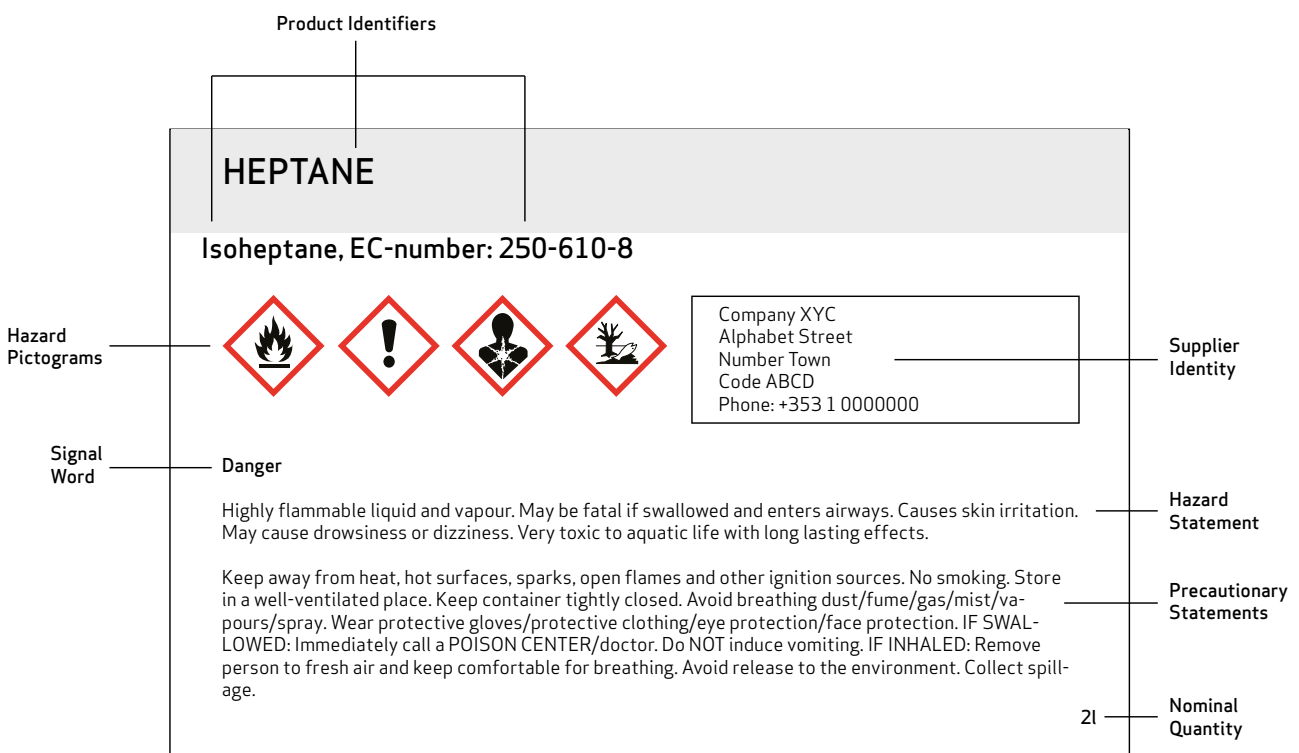 Product Identifiers
HEPTANE
Isoheptane, EC-number: 250-610-8
Hazard
Pictograms
Company XYC
Alphabet Street
Number Town
Code ABCD
Phone: +353 1 0000000
Supplier
Identity
Signal
Word
Danger
Highly flammable liquid and vapour. May be fatal if swallowed and enters airways. Causes skin irritation.
May cause drowsiness or dizziness. Very toxic to aquatic life with long lasting effects.
Hazard
Statement
Keep away from heat, hot surfaces, sparks, open flames and other ignition sources. No smoking. Store
in a well-ventilated place. Keep container tightly closed. Avoid breathing dust/fume/gas/mist/va-
pours/spray. Wear protective gloves/protective clothing/eye protection/face protection. IF SWAL-
LOWED: Immediately call a POISON CENTER/doctor. Do NOT induce vomiting. IF INHALED: Remove
person to fresh air and keep comfortable for breathing. Avoid release to the environment. Collect spill-
age.
Precautionary
Statements
2l
Nominal
Quantity